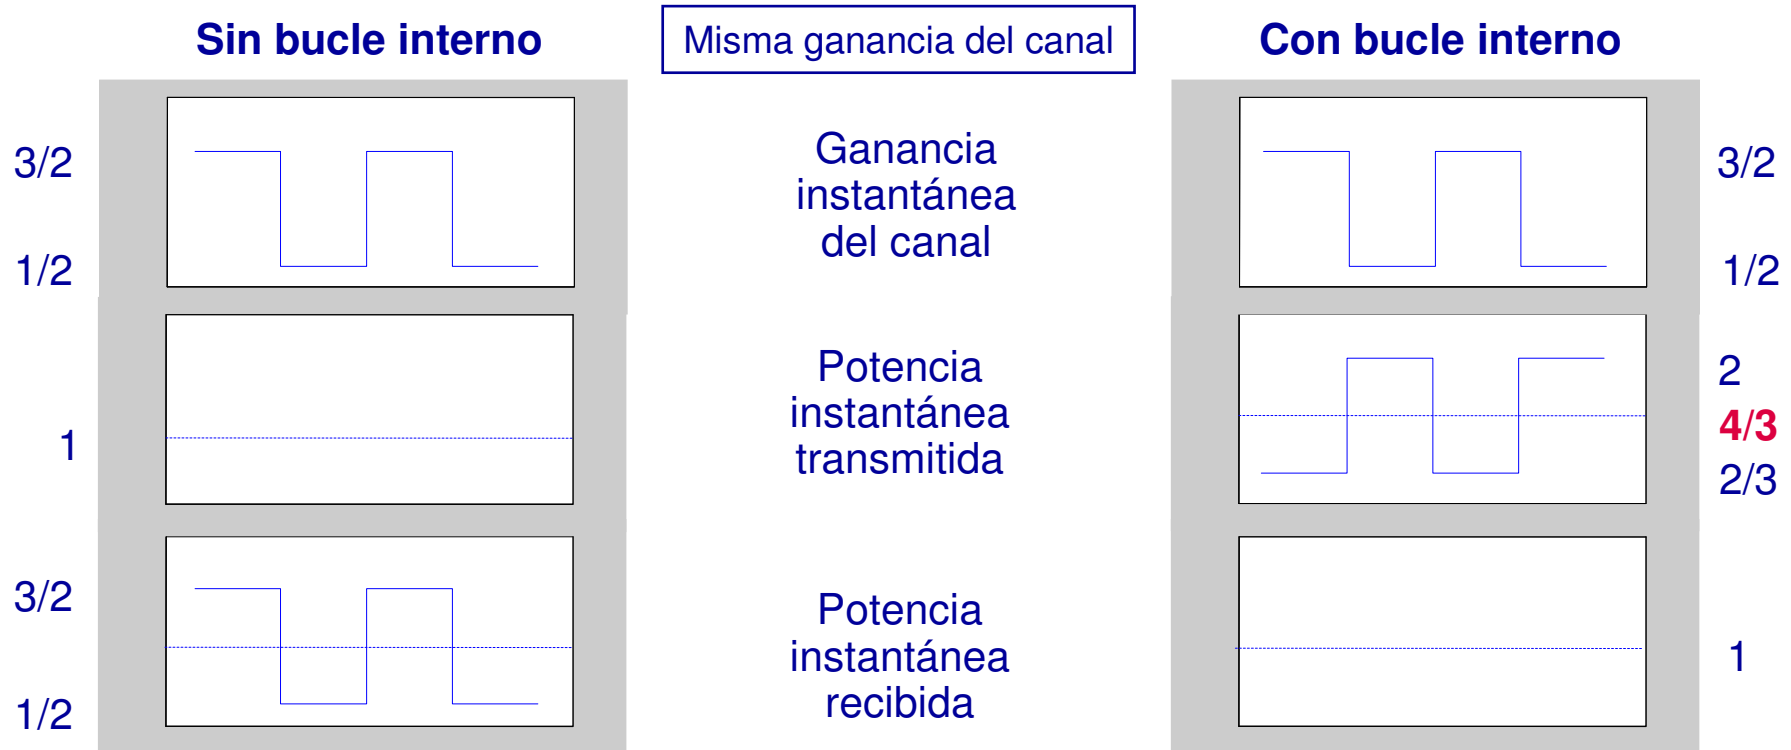 Sin bucle interno
Misma ganancia del canal
Con bucle interno
3/2
1/2
Ganancia
instantánea
del canal
3/2
1/2
1
Potencia
instantánea
transmitida
2
4/3
2/3
3/2
1/2
Potencia
instantánea
recibida
1